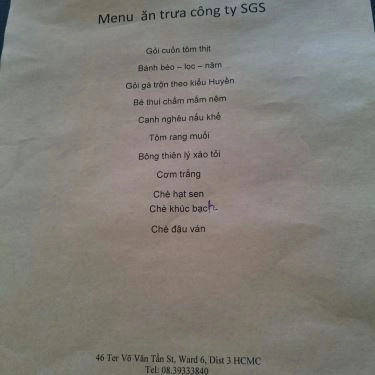 Menu ăn trưa công ty SGS
Gỏi cuốn tôm thịt
Bánh bèo – lọc – nậm
Gỏi gà trộn theo kiểu Huyền
Bê thui chấm mắm nêm
Canh nghêu nấu khế
Tôm rang muối
Bông thiên lý xào tỏi
Cơm trắng
Chè hạt sen
Chè khúc bạch
Chè đậu ván
46 Ter Võ Văn Tần St, Ward 6, Dist 3 HCMC
Tel: 08.39333840